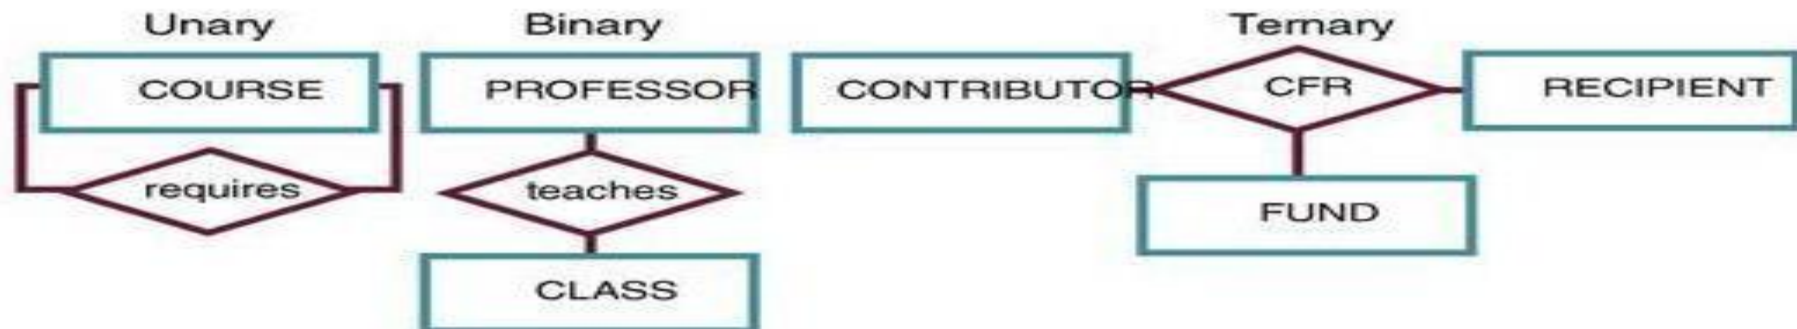 Unary
COURSE
requires
Binary
PROFESSOR
teaches
CLASS
Ternary
CONTRIBUTOR
CFR
RECIPIENT
FUND